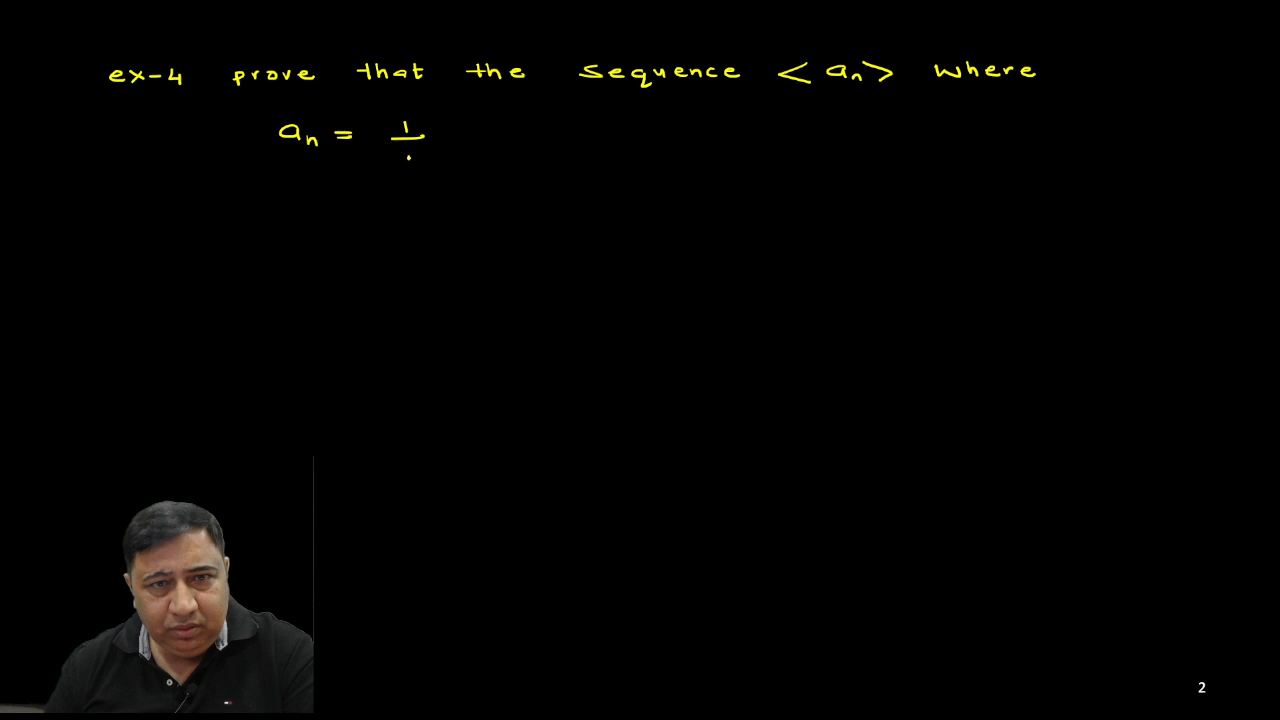 ex-4 prove that the sequence < aₙ > where
aₙ = 1/
2